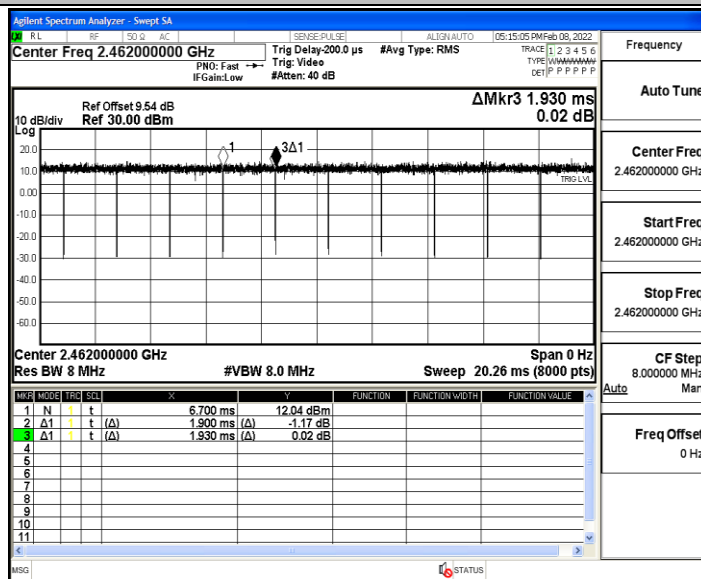 Agilent Spectrum Analyzer - Swept SA
RL RF 50 Ω AC SENSE:PULSE ALIGN AUTO 05:15:05 PM Feb 08, 2022
Center Freq 2.462000000 GHz
PNO: Fast
IFGain:Low
Trig Delay-200.0 µs
Trig: Video
#Atten: 40 dB
#Avg Type: RMS
TRACE 1 2 3 4 5 6
TYPE WWWWWW
DET P P P P P P
Frequency
ΔMkr3 1.930 ms
0.02 dB
Ref Offset 9.54 dB
10 dB/div Ref 30.00 dBm
Log
20.0
10.0
0.00
-10.0
-20.0
-30.0
-40.0
-50.0
-60.0
1
3Δ1
TRIG LVL
Center 2.462000000 GHz Span 0 Hz
Res BW 8 MHz #VBW 8.0 MHz Sweep 20.26 ms (8000 pts)
MKR MODE TRC SCL X Y FUNCTION FUNCTION WIDTH FUNCTION VALUE
1 N 1 t 6.700 ms 12.04 dBm
2 Δ1 1 t (Δ) 1.900 ms (Δ) -1.17 dB
3 Δ1 1 t (Δ) 1.930 ms (Δ) 0.02 dB
4
5
6
7
8
9
10
11
MSG STATUS
Auto Tune
Center Freq
2.462000000 GHz
Start Freq
2.462000000 GHz
Stop Freq
2.462000000 GHz
CF Step
8.000000 MHz
Auto Man
Freq Offset
0 Hz